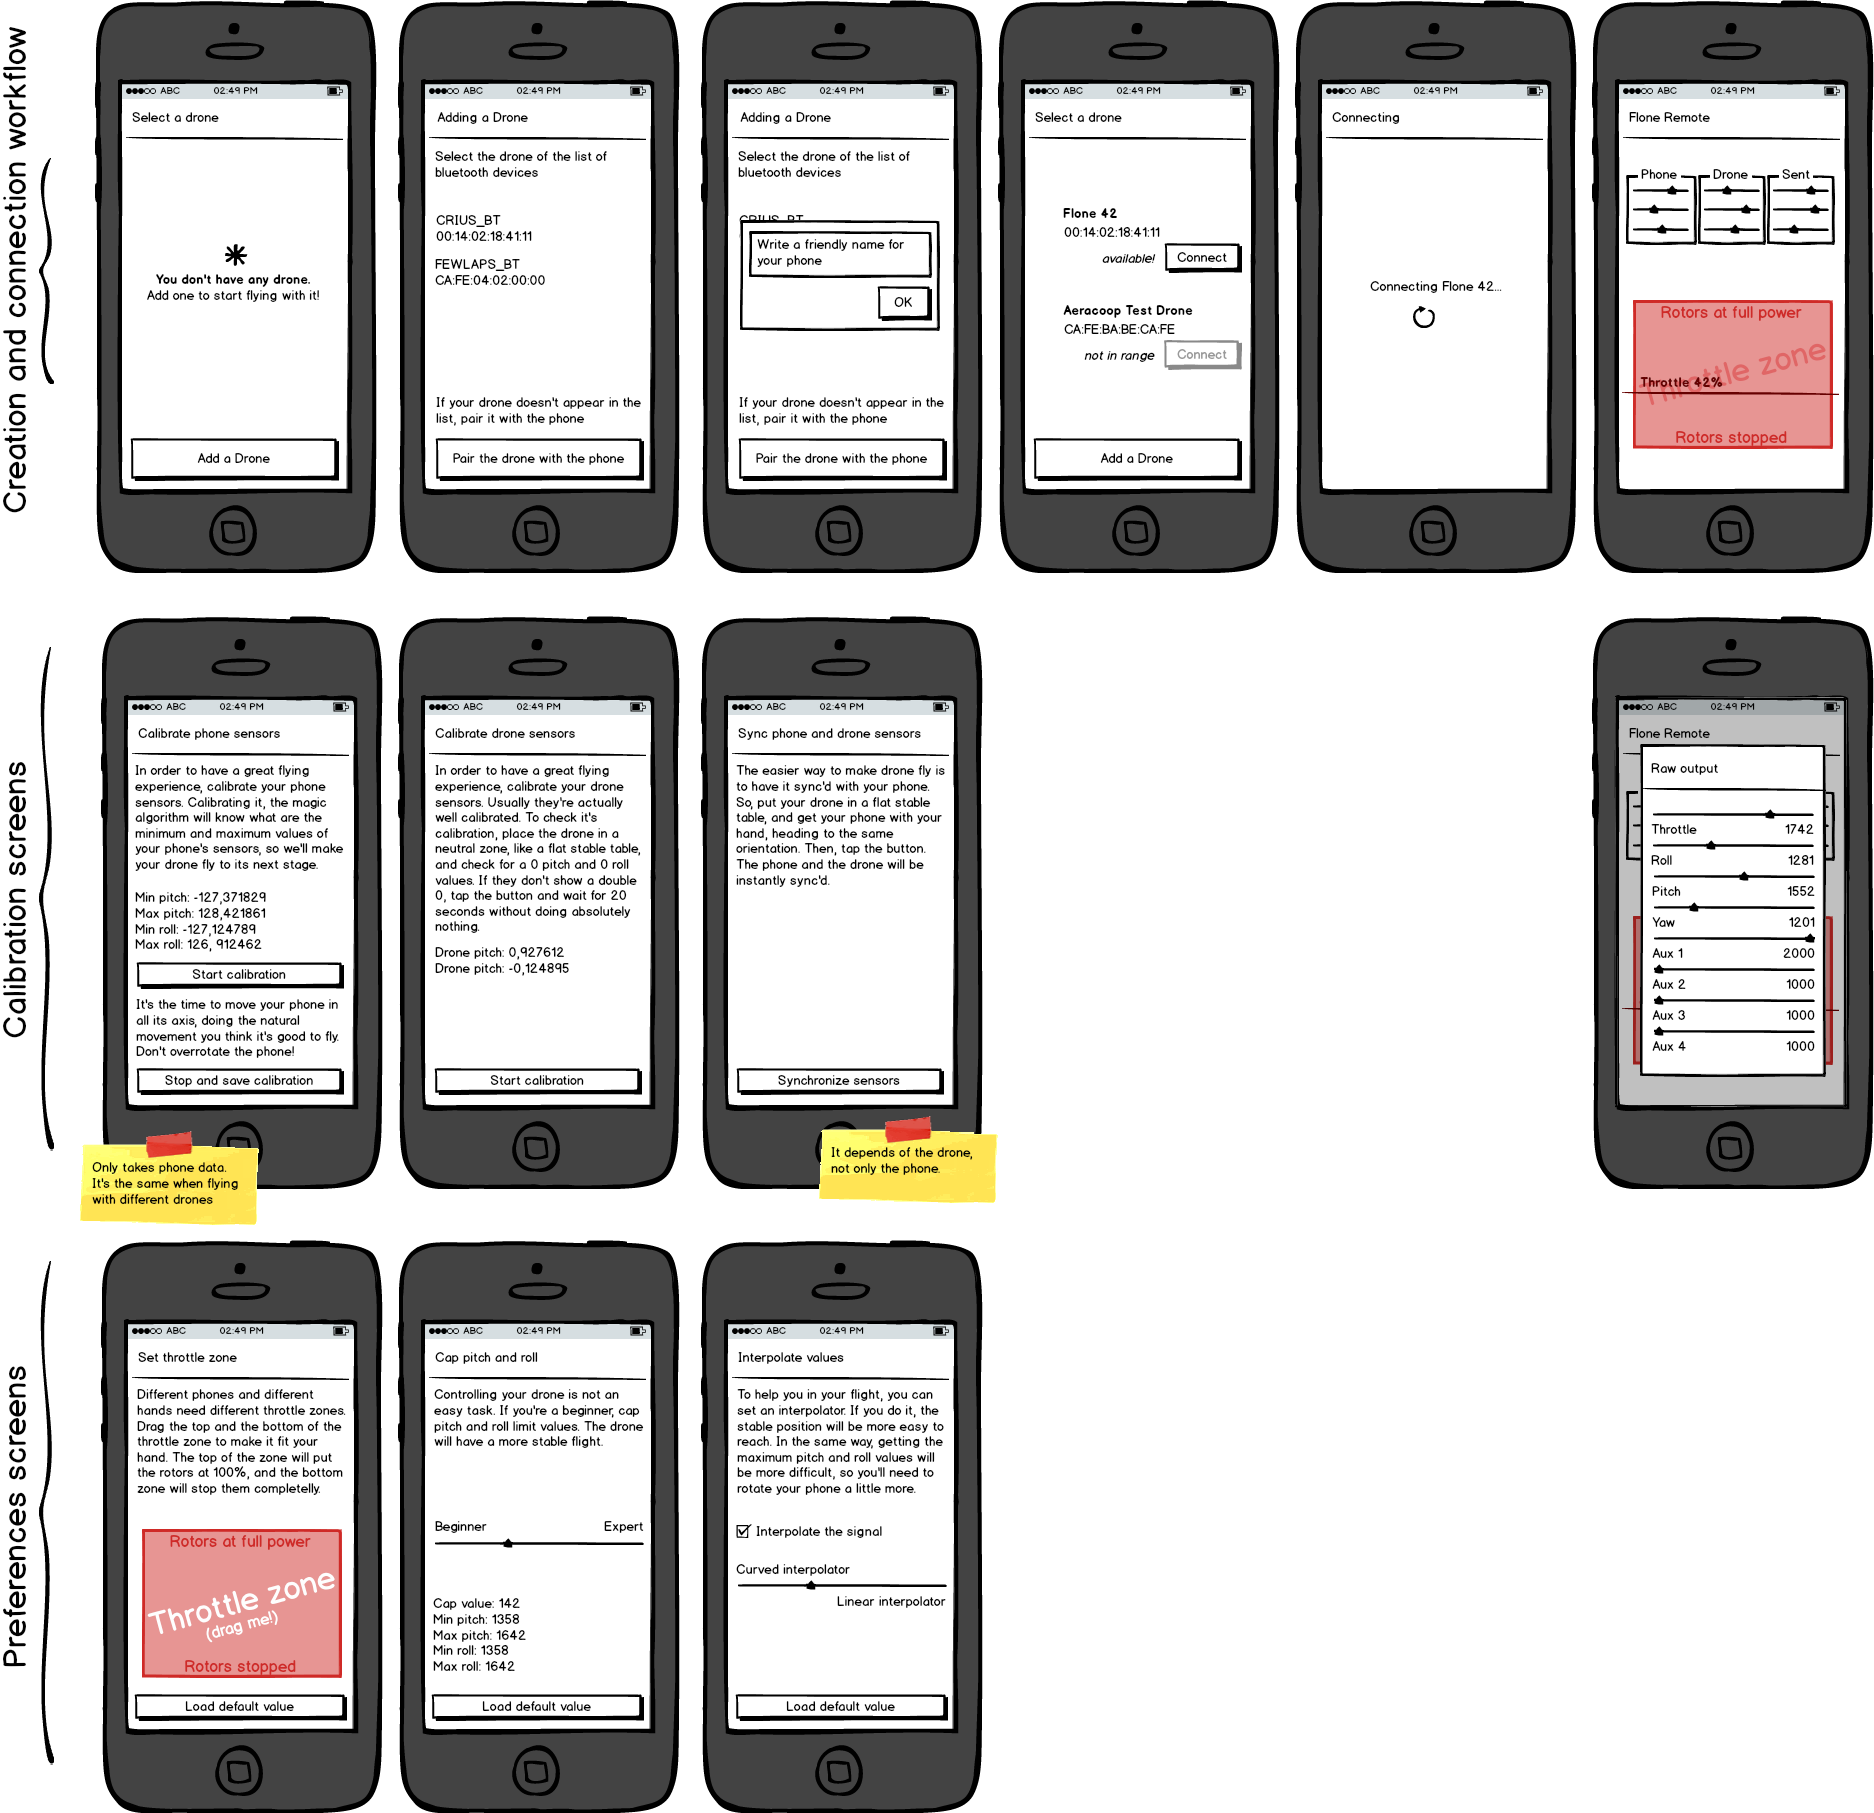 Creation and connection workflow
●●●○○ ABC 02:49 PM
Select a drone
You don't have any drone.
Add one to start flying with it!
Add a Drone
●●●○○ ABC 02:49 PM
Adding a Drone
Select the drone of the list of
bluetooth devices
CRIUS_BT
00:14:02:18:41:11
FEWLAPS_BT
CA:FE:04:02:00:00
If your drone doesn't appear in the
list, pair it with the phone
Pair the drone with the phone
●●●○○ ABC 02:49 PM
Adding a Drone
Select the drone of the list of
bluetooth devices
CRIUS_BT
Write a friendly name for
your phone
OK
If your drone doesn't appear in the
list, pair it with the phone
Pair the drone with the phone
●●●○○ ABC 02:49 PM
Select a drone
Flone 42
00:14:02:18:41:11
available! Connect
Aeracoop Test Drone
CA:FE:BA:BE:CA:FE
not in range Connect
Add a Drone
●●●○○ ABC 02:49 PM
Connecting
Connecting Flone 42...
●●●○○ ABC 02:49 PM
Flone Remote
Phone Drone Sent
Rotors at full power
Throttle zone
Throttle 42%
Rotors stopped
Calibration screens
●●●○○ ABC 02:49 PM
Calibrate phone sensors
In order to have a great flying
experience, calibrate your phone
sensors. Calibrating it, the magic
algorithm will know what are the
minimum and maximum values of
your phone's sensors, so we'll make
your drone fly to its next stage.
Min pitch: -127,371829
Max pitch: 128,421861
Min roll: -127,124789
Max roll: 126, 912462
Start calibration
It's the time to move your phone in
all its axis, doing the natural
movement you think it's good to fly.
Don't overrotate the phone!
Stop and save calibration
Only takes phone data.
It's the same when flying
with different drones
●●●○○ ABC 02:49 PM
Calibrate drone sensors
In order to have a great flying
experience, calibrate your drone
sensors. Usually they're actually
well calibrated. To check it's
calibration, place the drone in a
neutral zone, like a flat stable table,
and check for a 0 pitch and 0 roll
values. If they don't show a double
0, tap the button and wait for 20
seconds without doing absolutely
nothing.
Drone pitch: 0,927612
Drone pitch: -0,124895
Start calibration
●●●○○ ABC 02:49 PM
Sync phone and drone sensors
The easier way to make drone fly is
to have it sync'd with your phone.
So, put your drone in a flat stable
table, and get your phone with your
hand, heading to the same
orientation. Then, tap the button.
The phone and the drone will be
instantly sync'd.
Synchronize sensors
It depends of the drone,
not only the phone.
●●●○○ ABC 02:49 PM
Flone Remote
Raw output
Throttle 1742
Roll 1281
Pitch 1552
Yaw 1201
Aux 1 2000
Aux 2 1000
Aux 3 1000
Aux 4 1000
Preferences screens
●●●○○ ABC 02:49 PM
Set throttle zone
Different phones and different
hands need different throttle zones.
Drag the top and the bottom of the
throttle zone to make it fit your
hand. The top of the zone will put
the rotors at 100%, and the bottom
zone will stop them completelly.
Rotors at full power
Throttle zone
(drag me!)
Rotors stopped
Load default value
●●●○○ ABC 02:49 PM
Cap pitch and roll
Controlling your drone is not an
easy task. If you're a beginner, cap
pitch and roll limit values. The drone
will have a more stable flight.
Beginner Expert
Cap value: 142
Min pitch: 1358
Max pitch: 1642
Min roll: 1358
Max roll: 1642
Load default value
●●●○○ ABC 02:49 PM
Interpolate values
To help you in your flight, you can
set an interpolator. If you do it, the
stable position will be more easy to
reach. In the same way, getting the
maximum pitch and roll values will
be more difficult, so you'll need to
rotate your phone a little more.
Interpolate the signal
Curved interpolator
Linear interpolator
Load default value